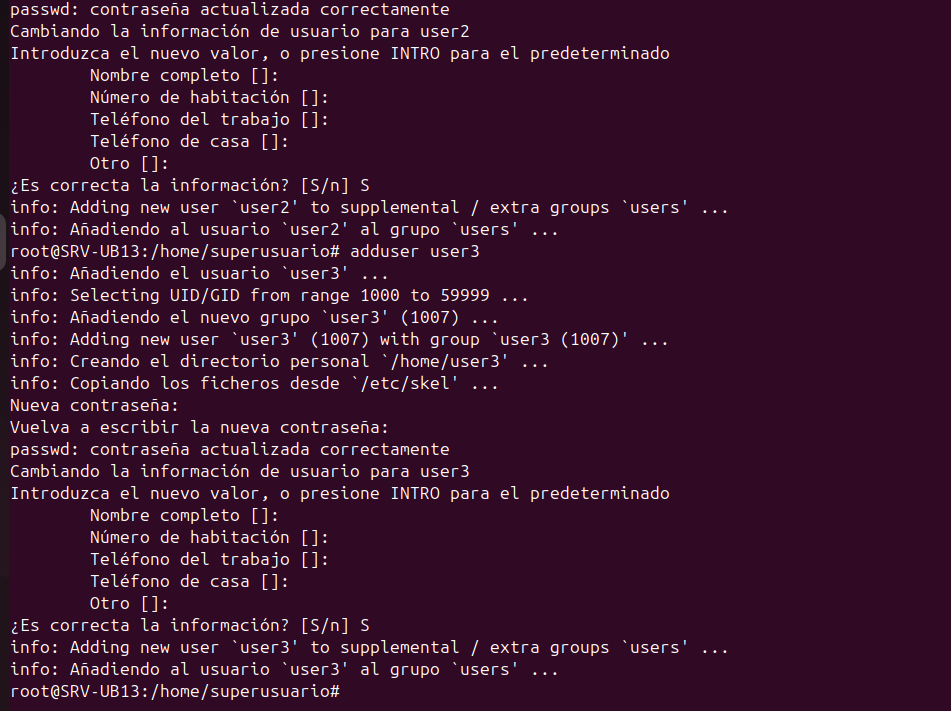 passwd: contraseña actualizada correctamente
Cambiando la información de usuario para user2
Introduzca el nuevo valor, o presione INTRO para el predeterminado
        Nombre completo []:
        Número de habitación []:
        Teléfono del trabajo []:
        Teléfono de casa []:
        Otro []:
¿Es correcta la información? [S/n] S
info: Adding new user `user2' to supplemental / extra groups `users' ...
info: Añadiendo al usuario `user2' al grupo `users' ...
root@SRV-UB13:/home/superusuario# adduser user3
info: Añadiendo el usuario `user3' ...
info: Selecting UID/GID from range 1000 to 59999 ...
info: Añadiendo el nuevo grupo `user3' (1007) ...
info: Adding new user `user3' (1007) with group `user3 (1007)' ...
info: Creando el directorio personal `/home/user3' ...
info: Copiando los ficheros desde `/etc/skel' ...
Nueva contraseña:
Vuelva a escribir la nueva contraseña:
passwd: contraseña actualizada correctamente
Cambiando la información de usuario para user3
Introduzca el nuevo valor, o presione INTRO para el predeterminado
        Nombre completo []:
        Número de habitación []:
        Teléfono del trabajo []:
        Teléfono de casa []:
        Otro []:
¿Es correcta la información? [S/n] S
info: Adding new user `user3' to supplemental / extra groups `users' ...
info: Añadiendo al usuario `user3' al grupo `users' ...
root@SRV-UB13:/home/superusuario#